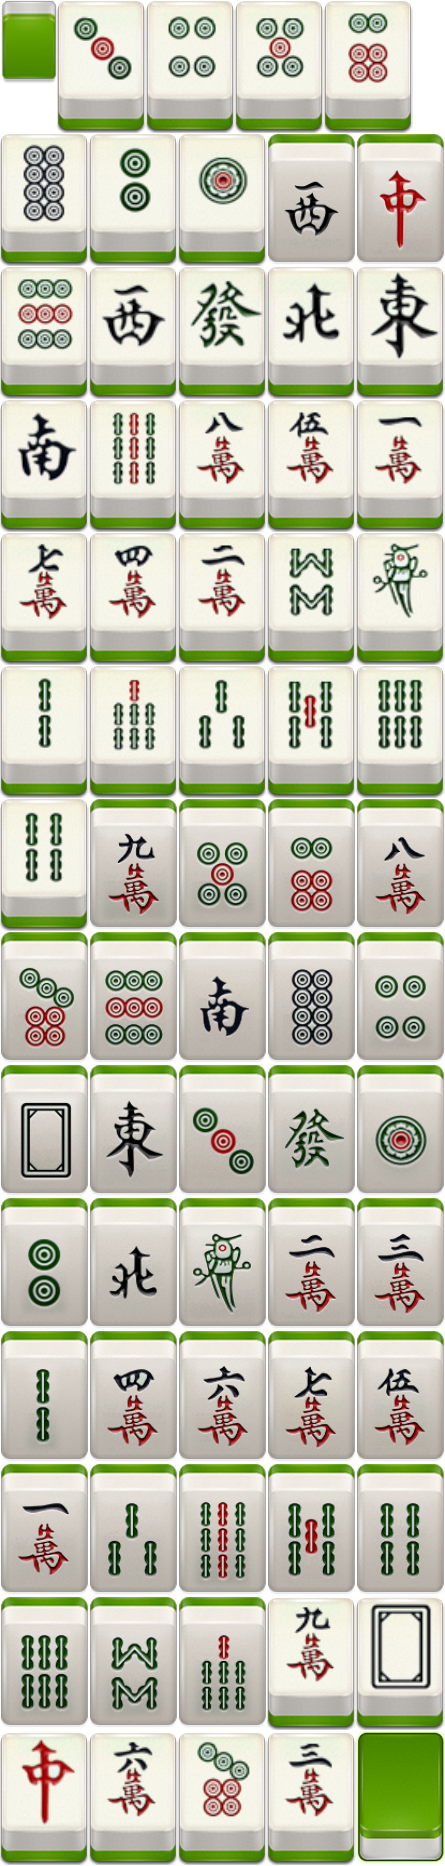 西 中
西 發 北 東
南 八萬 伍萬 一萬
七萬 四萬 二萬
九萬 八萬
南
東 發
北 二萬 三萬
四萬 六萬 七萬 伍萬
一萬
九萬
中 六萬 三萬